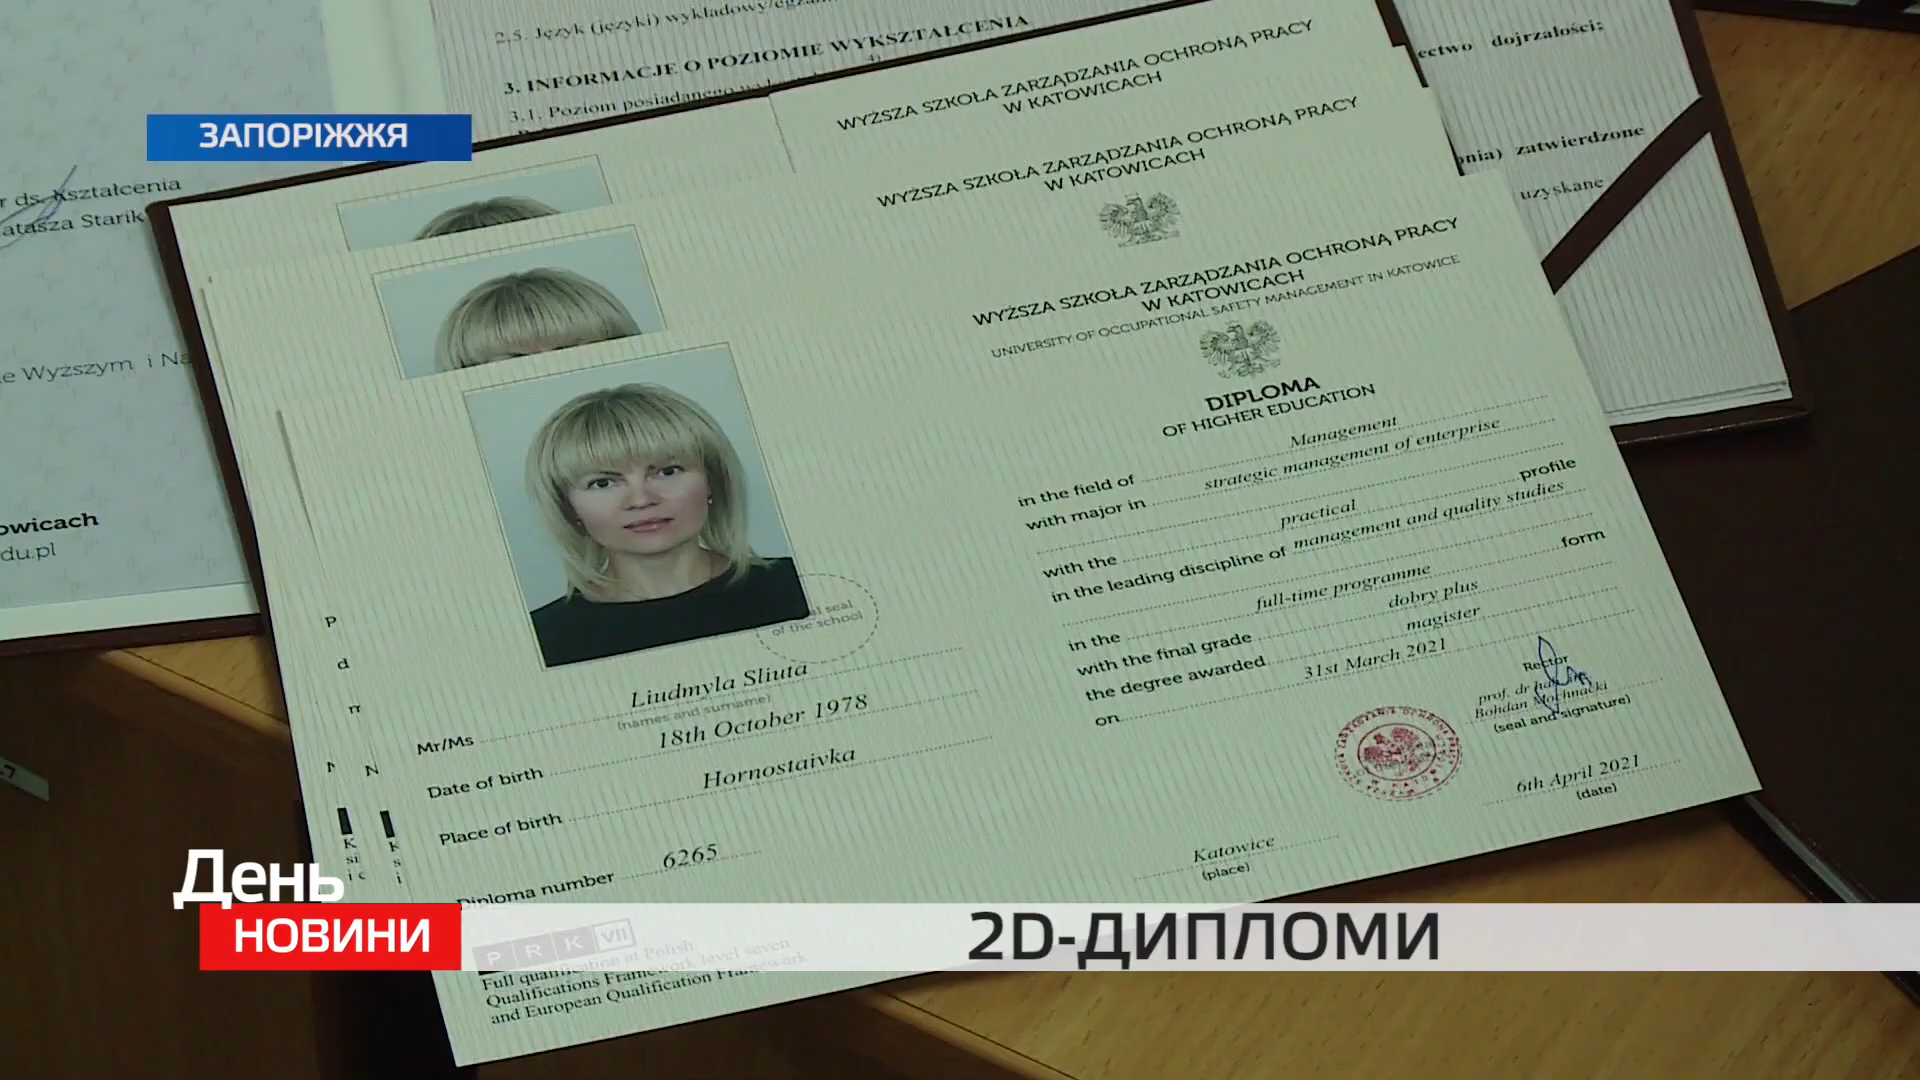 2.5. Język (języki) wykładowy/
3. INFORMACJE O POZIOMIE WYKSZTAŁCENIA
3.1. Poziom posiadanego
ZAPORІЖЖЯ
r ds. Kształcenia
atasza Starik
e Wyższym i Na
owicach
du.pl
ectwo dojrzałości:
onia) zatwierdzone
uzyskane
WYŻSZA SZKOŁA ZARZĄDZANIA OCHRONĄ PRACY
W KATOWICACH
WYŻSZA SZKOŁA ZARZĄDZANIA OCHRONĄ PRACY
W KATOWICACH
WYŻSZA SZKOŁA ZARZĄDZANIA OCHRONĄ PRACY
W KATOWICACH
UNIVERSITY OF OCCUPATIONAL SAFETY MANAGEMENT IN KATOWICE
DIPLOMA
OF HIGHER EDUCATION
in the field of Management
with major in strategic management of enterprise
with the practical profile
in the leading discipline of management and quality studies
in the full-time programme form
with the final grade dobry plus
the degree awarded magister
on 31st March 2021
Rector
prof. dr hab.
Bohdan Mochnacki
(seal and signature)
6th April 2021
(date)
Katowice
(place)
al seal
of the school
Mr/Ms Liudmyla Sliuta
(names and surname)
Date of birth 18th October 1978
Place of birth Hornostaivka
Diploma number 6265
PRK VII
Full qualification at Polish
Qualifications Framework level seven
and European Qualification Framework
День
НОВИНИ
2D-ДИПЛОМИ